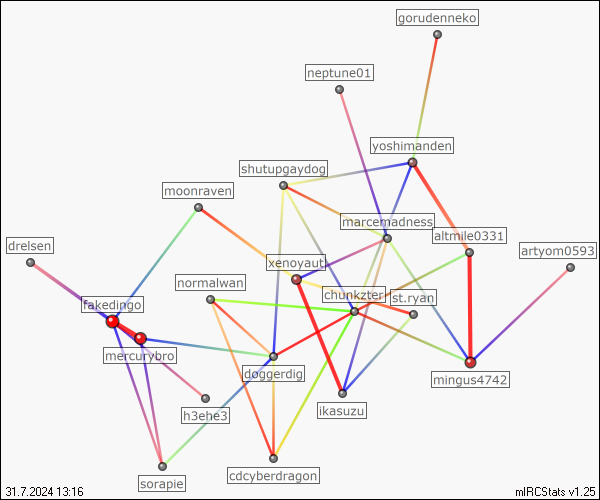 gorudenneko
neptune01
yoshimanden
shutupgaydog
moonraven
marcemadness
drelsen
altmile0331
artyom0593
xenoyaut
normalwan
chunkzter
st.ryan
fakedingo
mercurybro
doggerdig
mingus4742
h3ehe3
ikasuzu
cdcyberdragon
sorapie
31.7.2024 13:16
mIRCStats v1.25